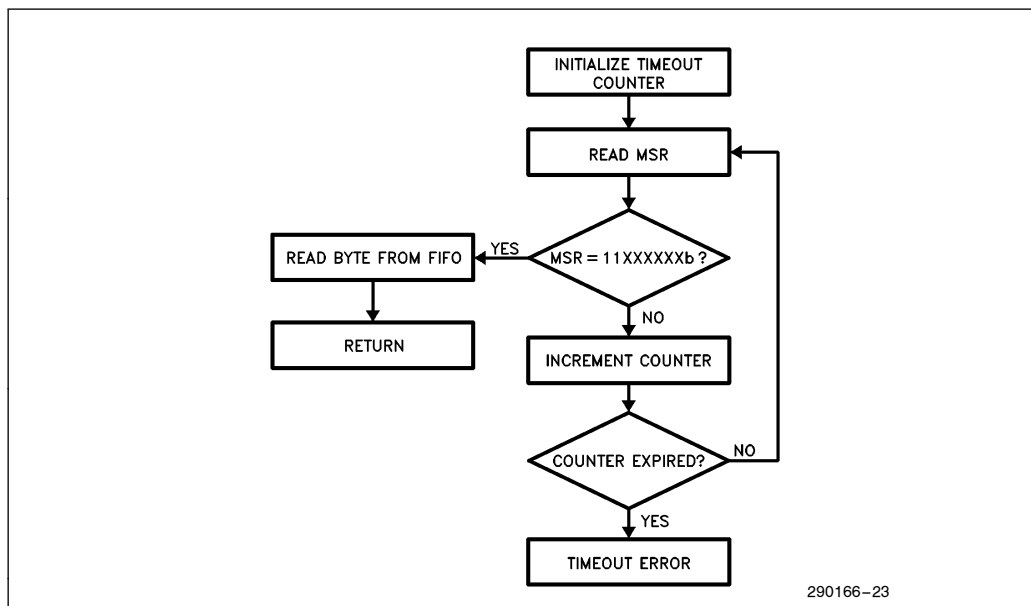 INITIALIZE TIMEOUT
COUNTER
READ MSR
MSR = 11XXXXXXb ?
YES
READ BYTE FROM FIFO
RETURN
NO
INCREMENT COUNTER
COUNTER EXPIRED?
NO
YES
TIMEOUT ERROR
290166–23